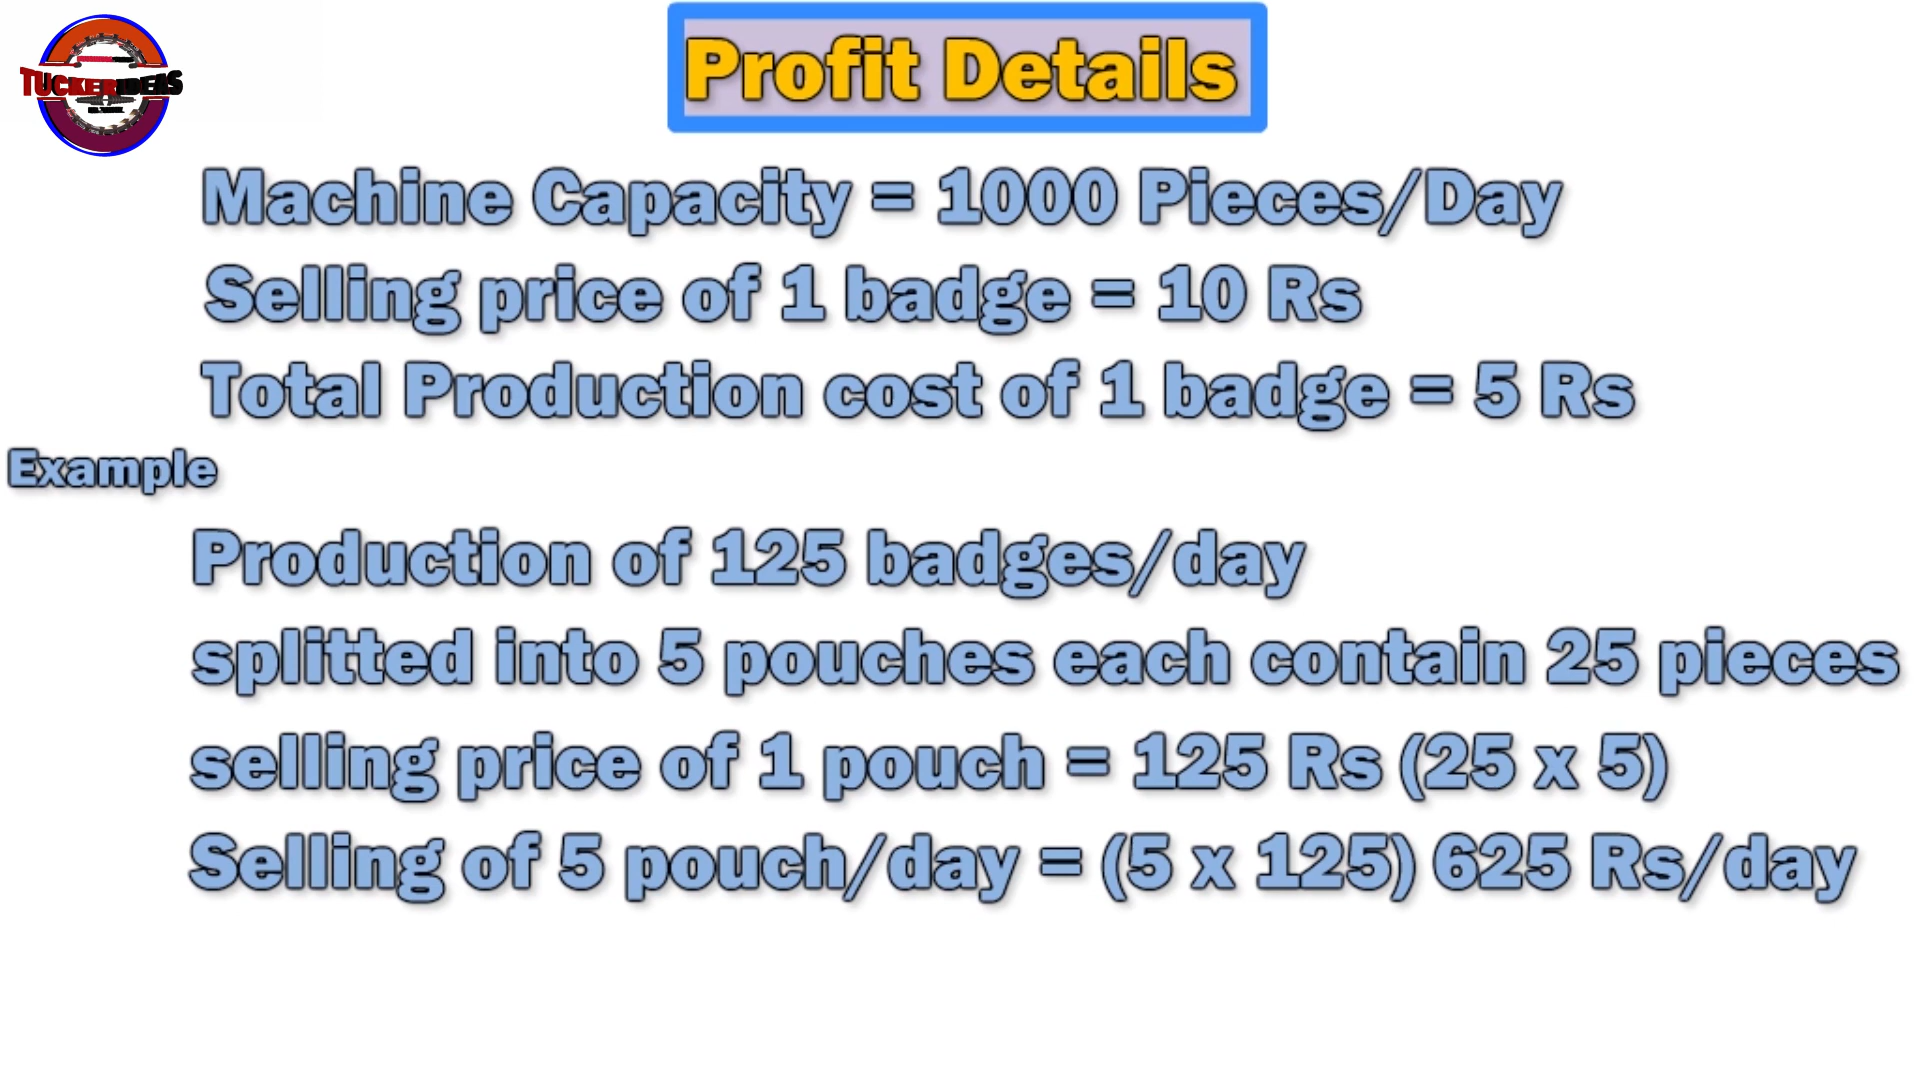 TUCKER IDEAS
Profit Details
Machine Capacity = 1000 Pieces/Day
Selling price of 1 badge = 10 Rs
Total Production cost of 1 badge = 5 Rs
Example
Production of 125 badges/day
splitted into 5 pouches each contain 25 pieces
selling price of 1 pouch = 125 Rs (25 x 5)
Selling of 5 pouch/day = (5 x 125) 625 Rs/day